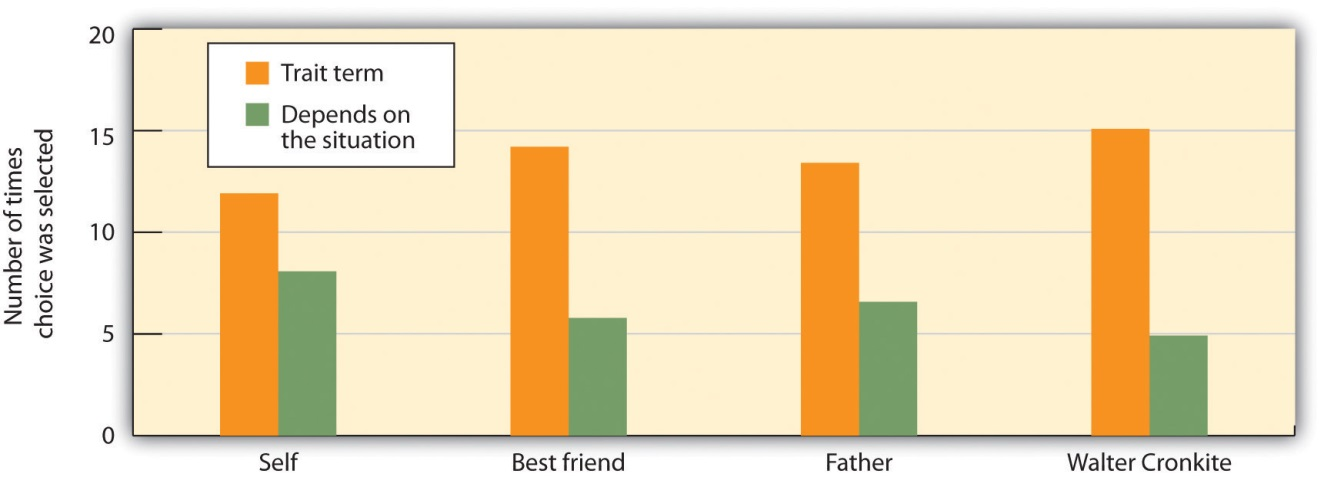 20
15
10
5
0
Number of times
choice was selected
Trait term
Depends on
the situation
Self
Best friend
Father
Walter Cronkite